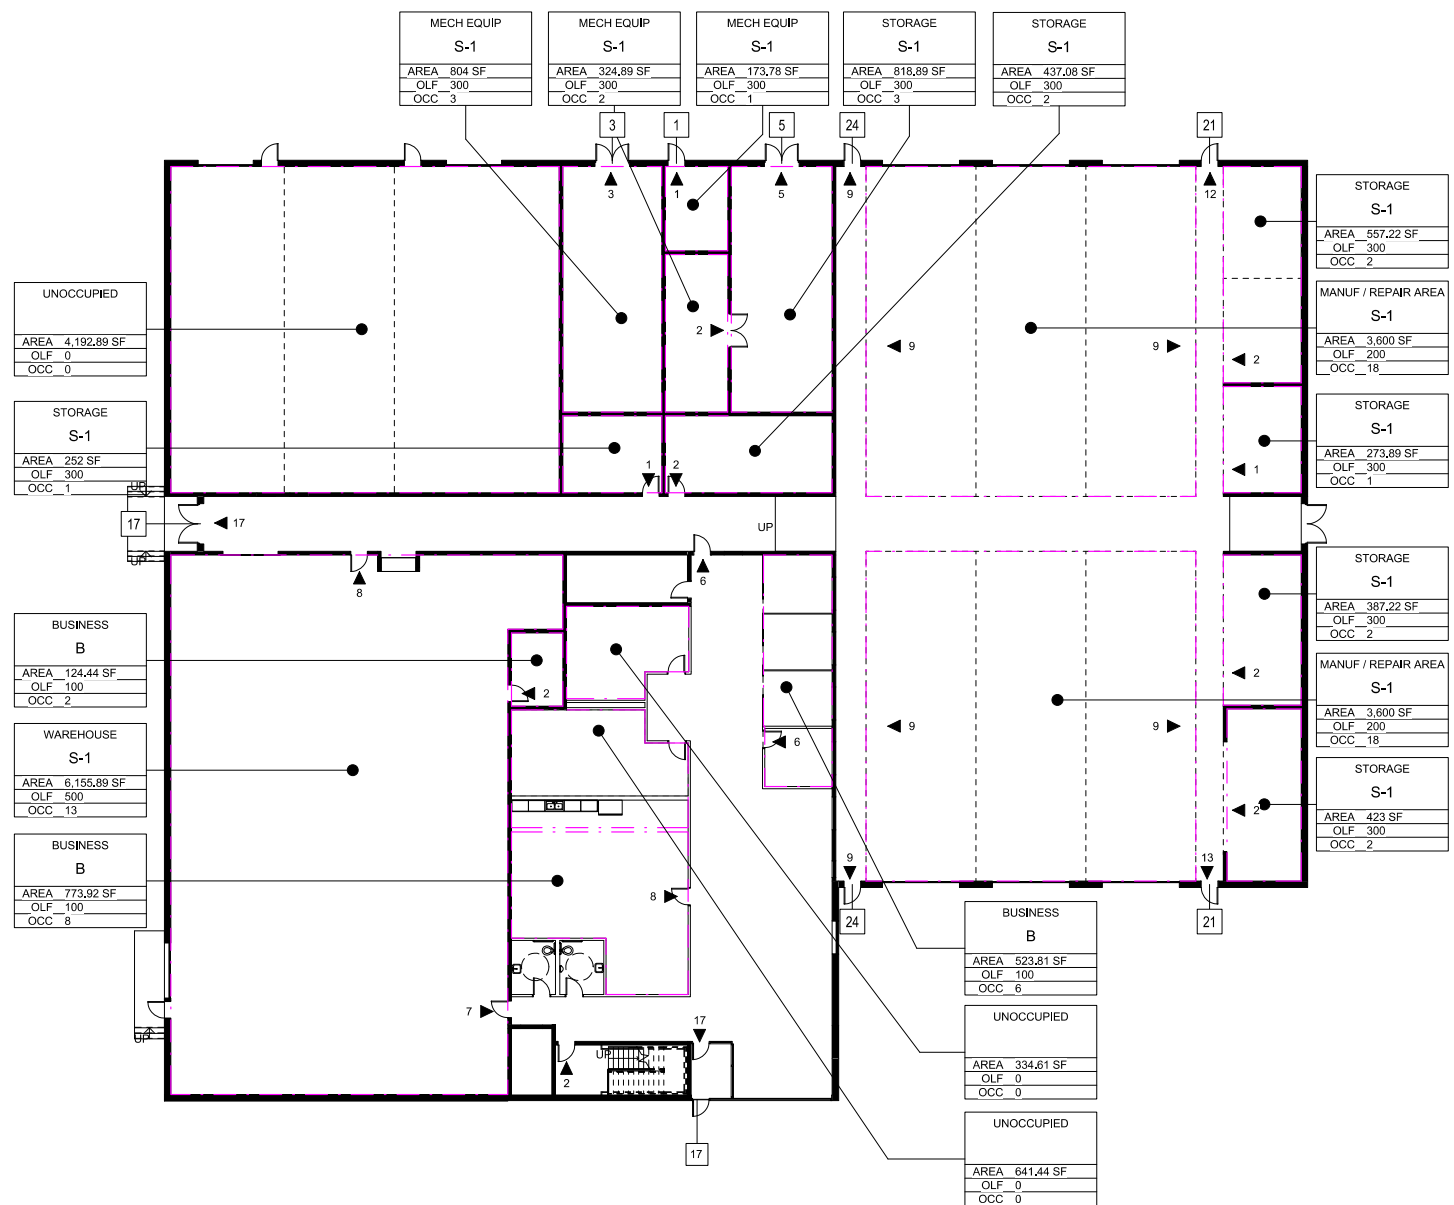 MECH EQUIP
S-1
AREA 804 SF
OLF 300
OCC 3
MECH EQUIP
S-1
AREA 324.89 SF
OLF 300
OCC 2
MECH EQUIP
S-1
AREA 173.78 SF
OLF 300
OCC 1
STORAGE
S-1
AREA 818.89 SF
OLF 300
OCC 3
STORAGE
S-1
AREA 437.08 SF
OLF 300
OCC 2
3
1
5
24
21
3
1
5
9
12
STORAGE
S-1
AREA 557.22 SF
OLF 300
OCC 2
UNOCCUPIED
AREA 4,192.89 SF
OLF 0
OCC 0
MANUF / REPAIR AREA
S-1
AREA 3,600 SF
OLF 200
OCC 18
2
9
9
2
STORAGE
S-1
AREA 252 SF
OLF 300
OCC 1
STORAGE
S-1
AREA 273.89 SF
OLF 300
OCC 1
1
2
1
UP
17
17
UP
UP
8
6
STORAGE
S-1
AREA 387.22 SF
OLF 300
OCC 2
BUSINESS
B
AREA 124.44 SF
OLF 100
OCC 2
2
2
MANUF / REPAIR AREA
S-1
AREA 3,600 SF
OLF 200
OCC 18
WAREHOUSE
S-1
AREA 6,155.89 SF
OLF 500
OCC 13
6
9
9
STORAGE
S-1
AREA 423 SF
OLF 300
OCC 2
2
BUSINESS
B
AREA 773.92 SF
OLF 100
OCC 8
8
9
13
24
21
BUSINESS
B
AREA 523.81 SF
OLF 100
OCC 6
7
17
UP
UP
2
UNOCCUPIED
AREA 334.61 SF
OLF 0
OCC 0
17
UNOCCUPIED
AREA 641.44 SF
OLF 0
OCC 0